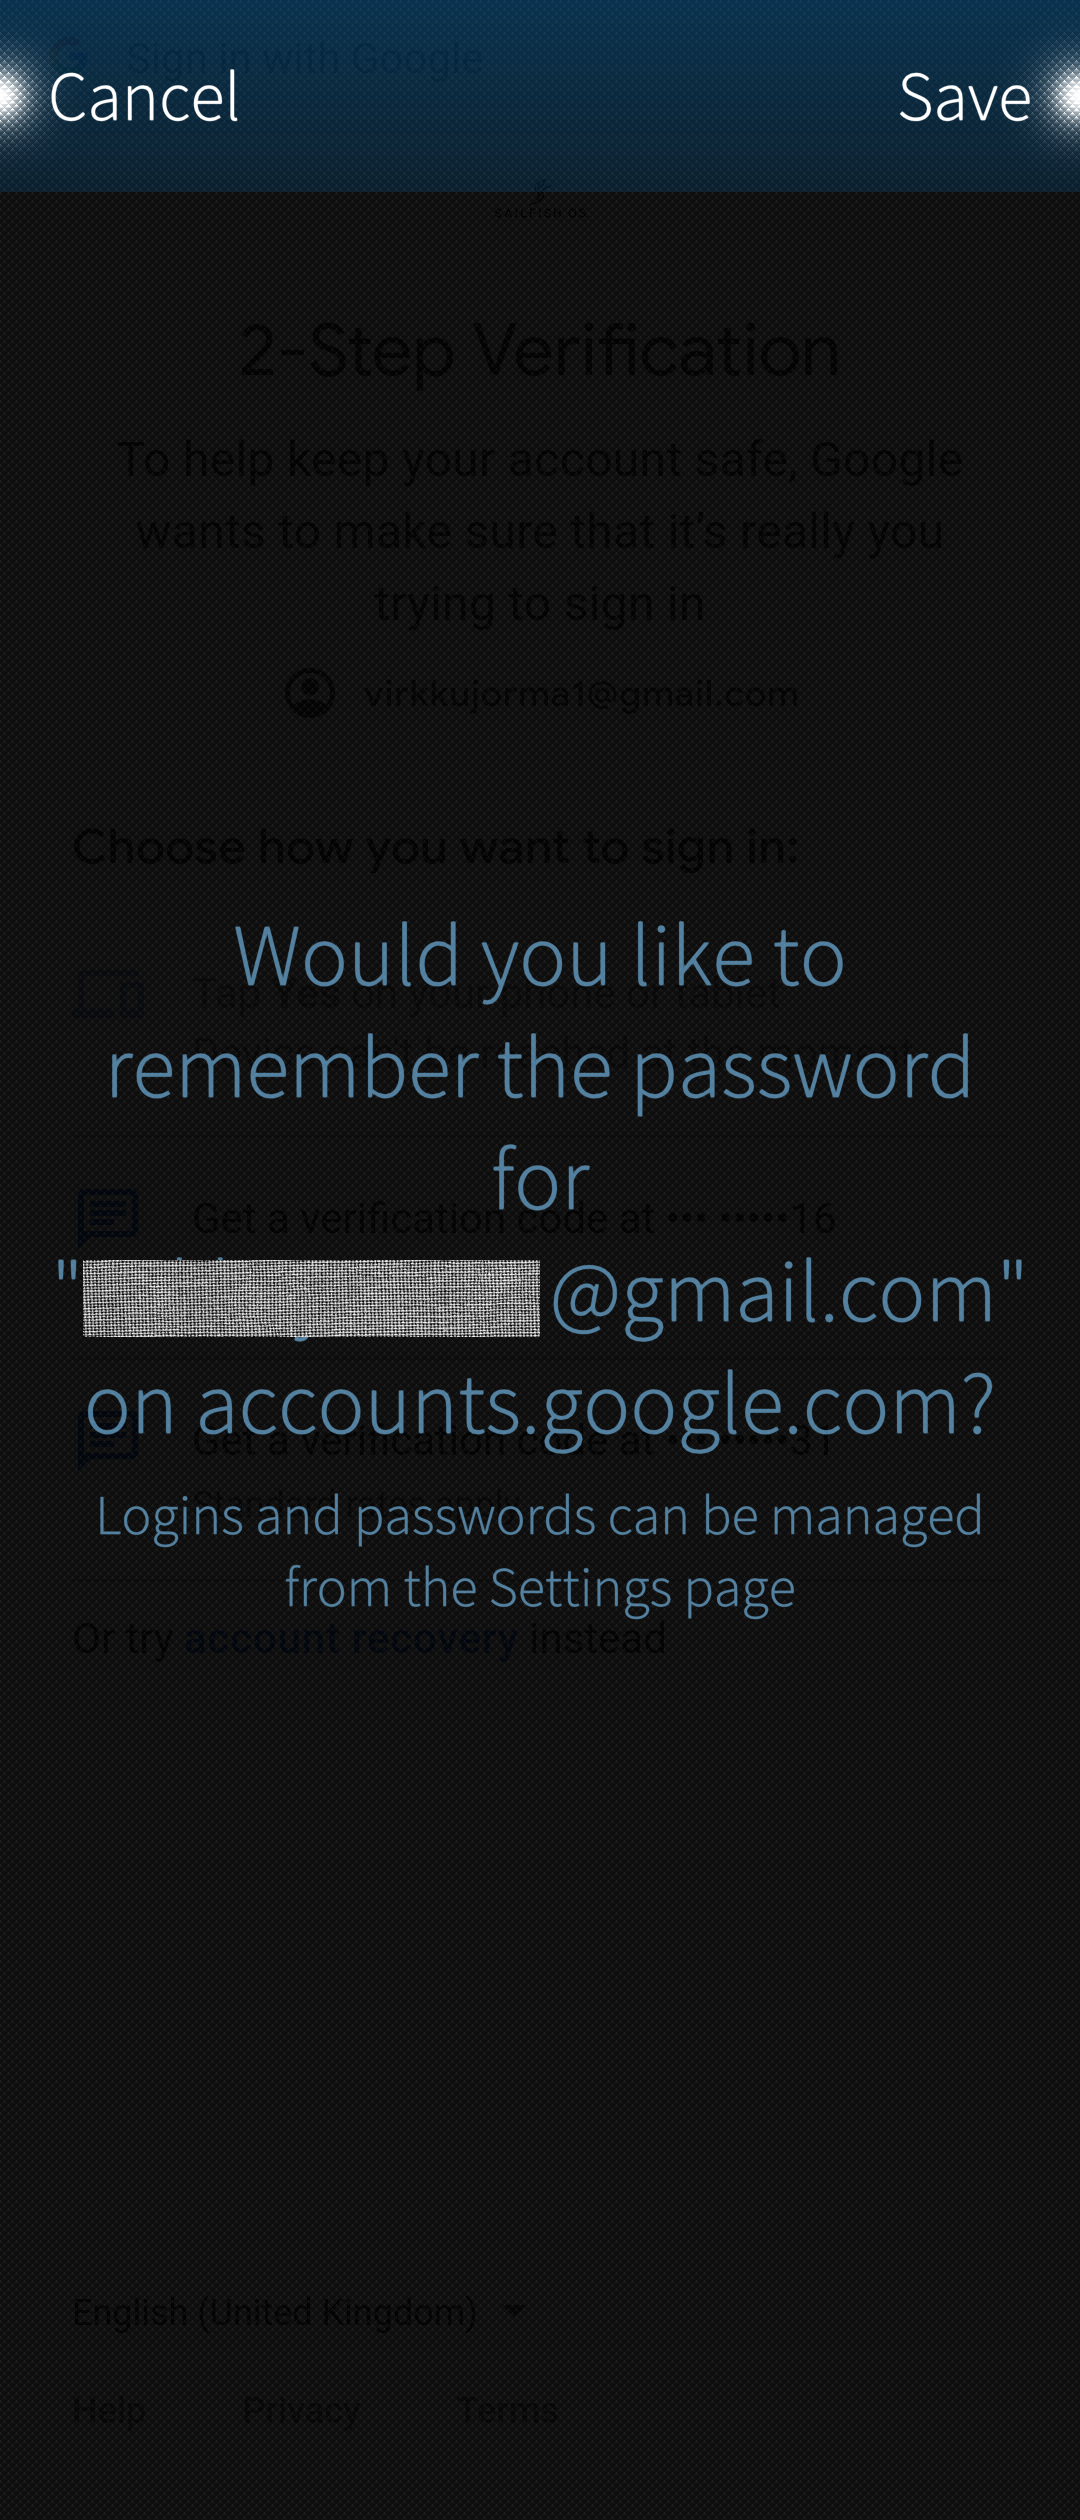 Sign in with Google
Cancel
Save
SAILFISH OS
2-Step Verification
To help keep your account safe, Google
wants to make sure that it’s really you
trying to sign in
virkkujorma1@gmail.com
Choose how you want to sign in:
Would you like to
Tap Yes on your phone or tablet
remember the password
for
Get a verification code at ••• •••••16
"@gmail.com"
on accounts.google.com?
Get a verification code at ••• •••••31
Logins and passwords can be managed
from the Settings page
Or try account recovery instead
English (United Kingdom)
Help Privacy Terms